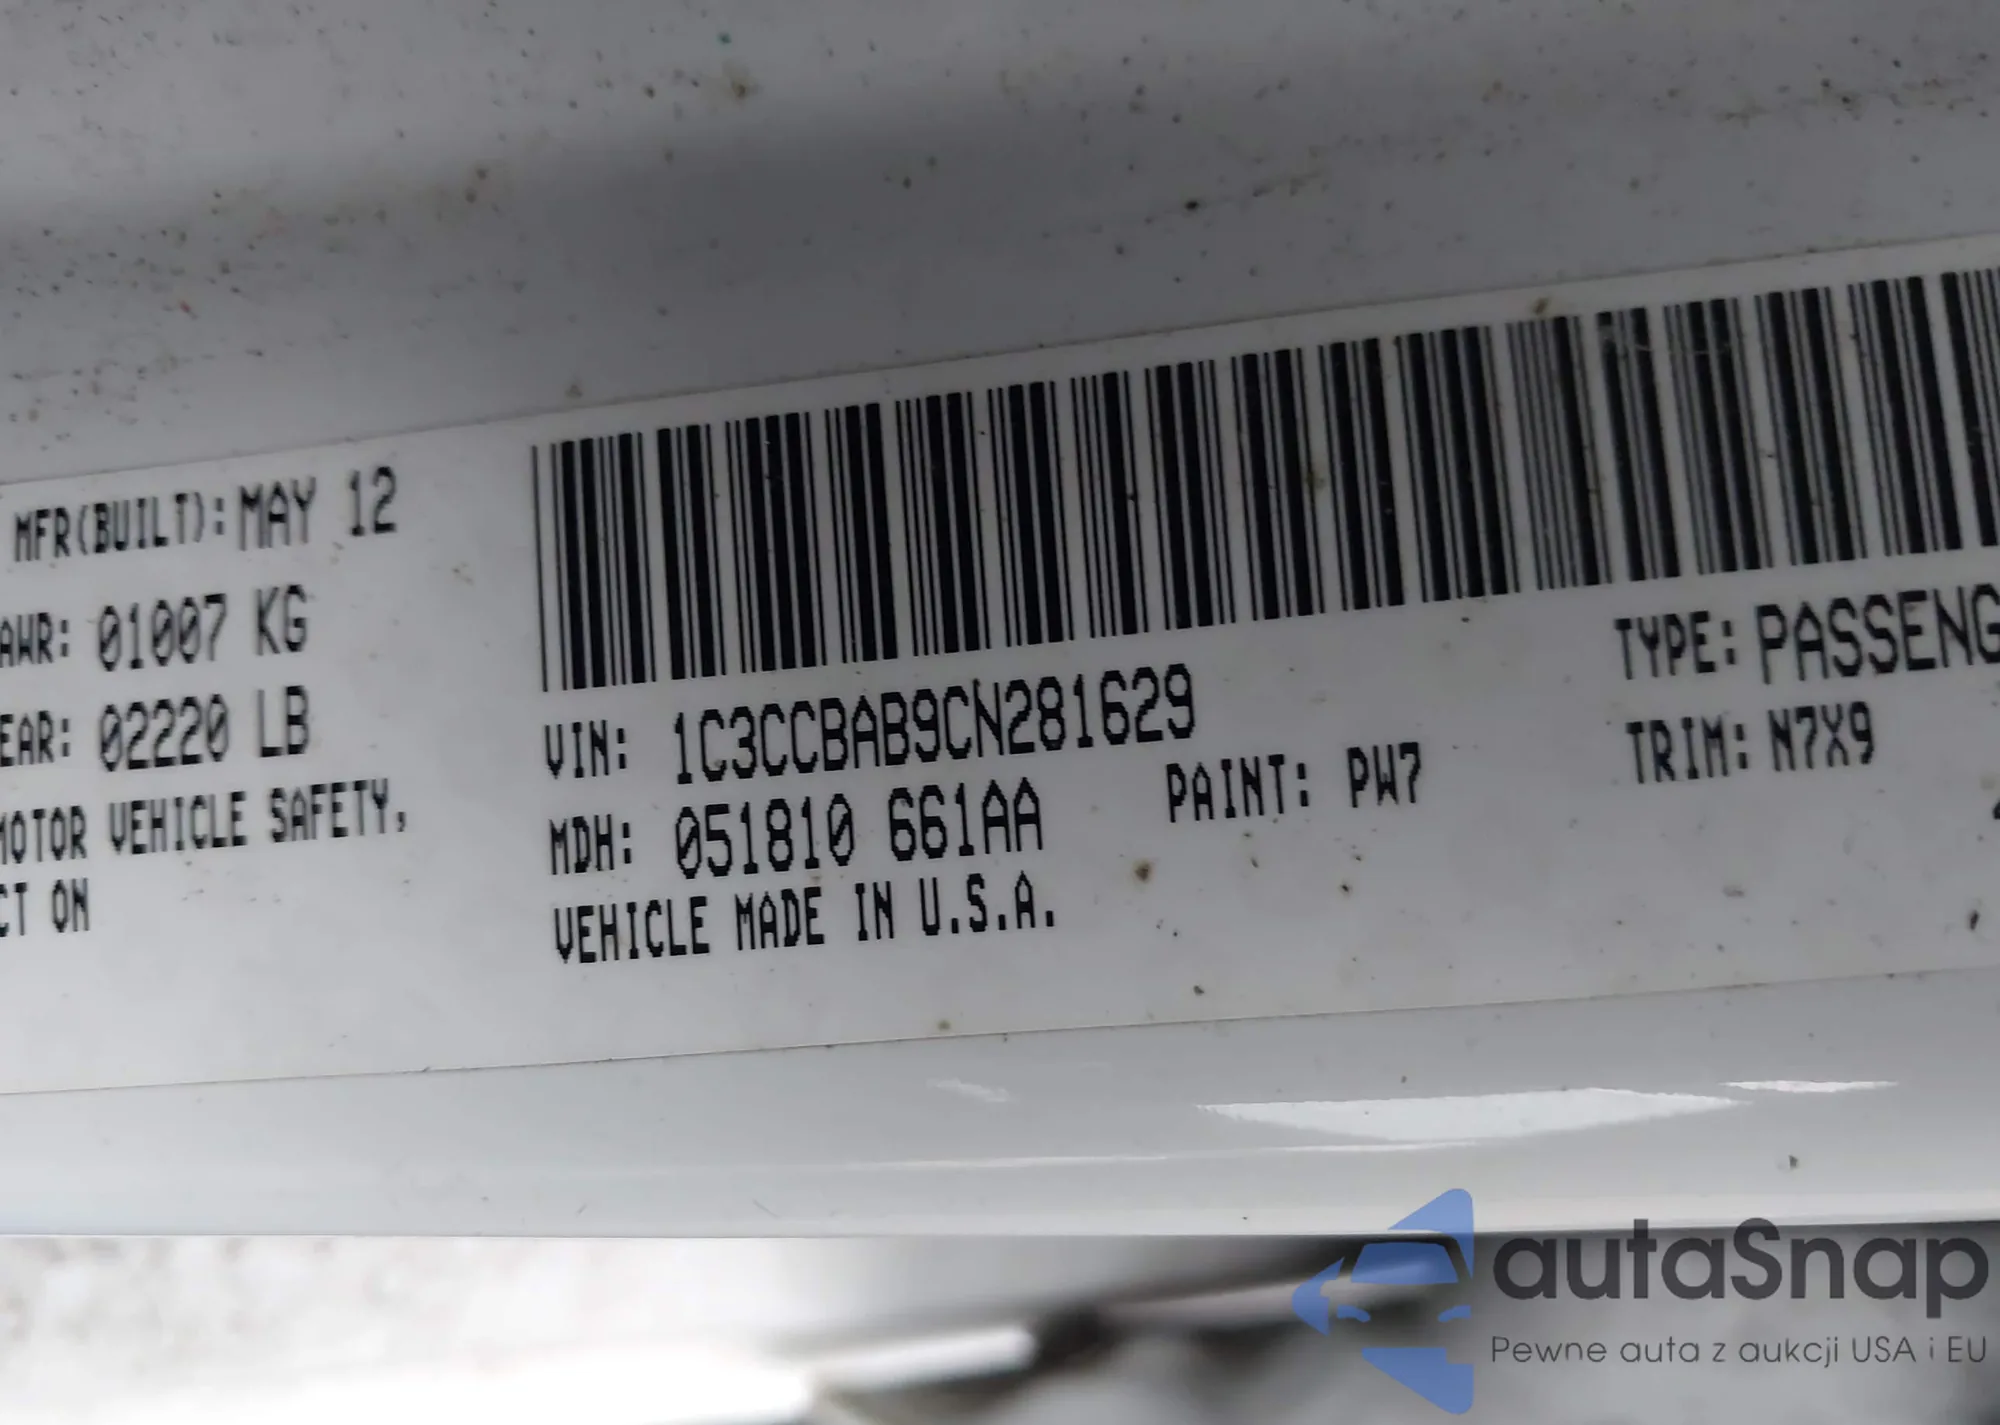 MFR(BUILT): MAY 12
AWR: 01007 KG
EAR: 02220 LB
MOTOR VEHICLE SAFETY,
CT ON
VIN: 1C3CCBAB9CN281629
MDH: 051810 661AA
PAINT: PW7
VEHICLE MADE IN U.S.A.
TYPE: PASSENG
TRIM: N7X9
autaSnap
Pewne auta z aukcji USA i EU